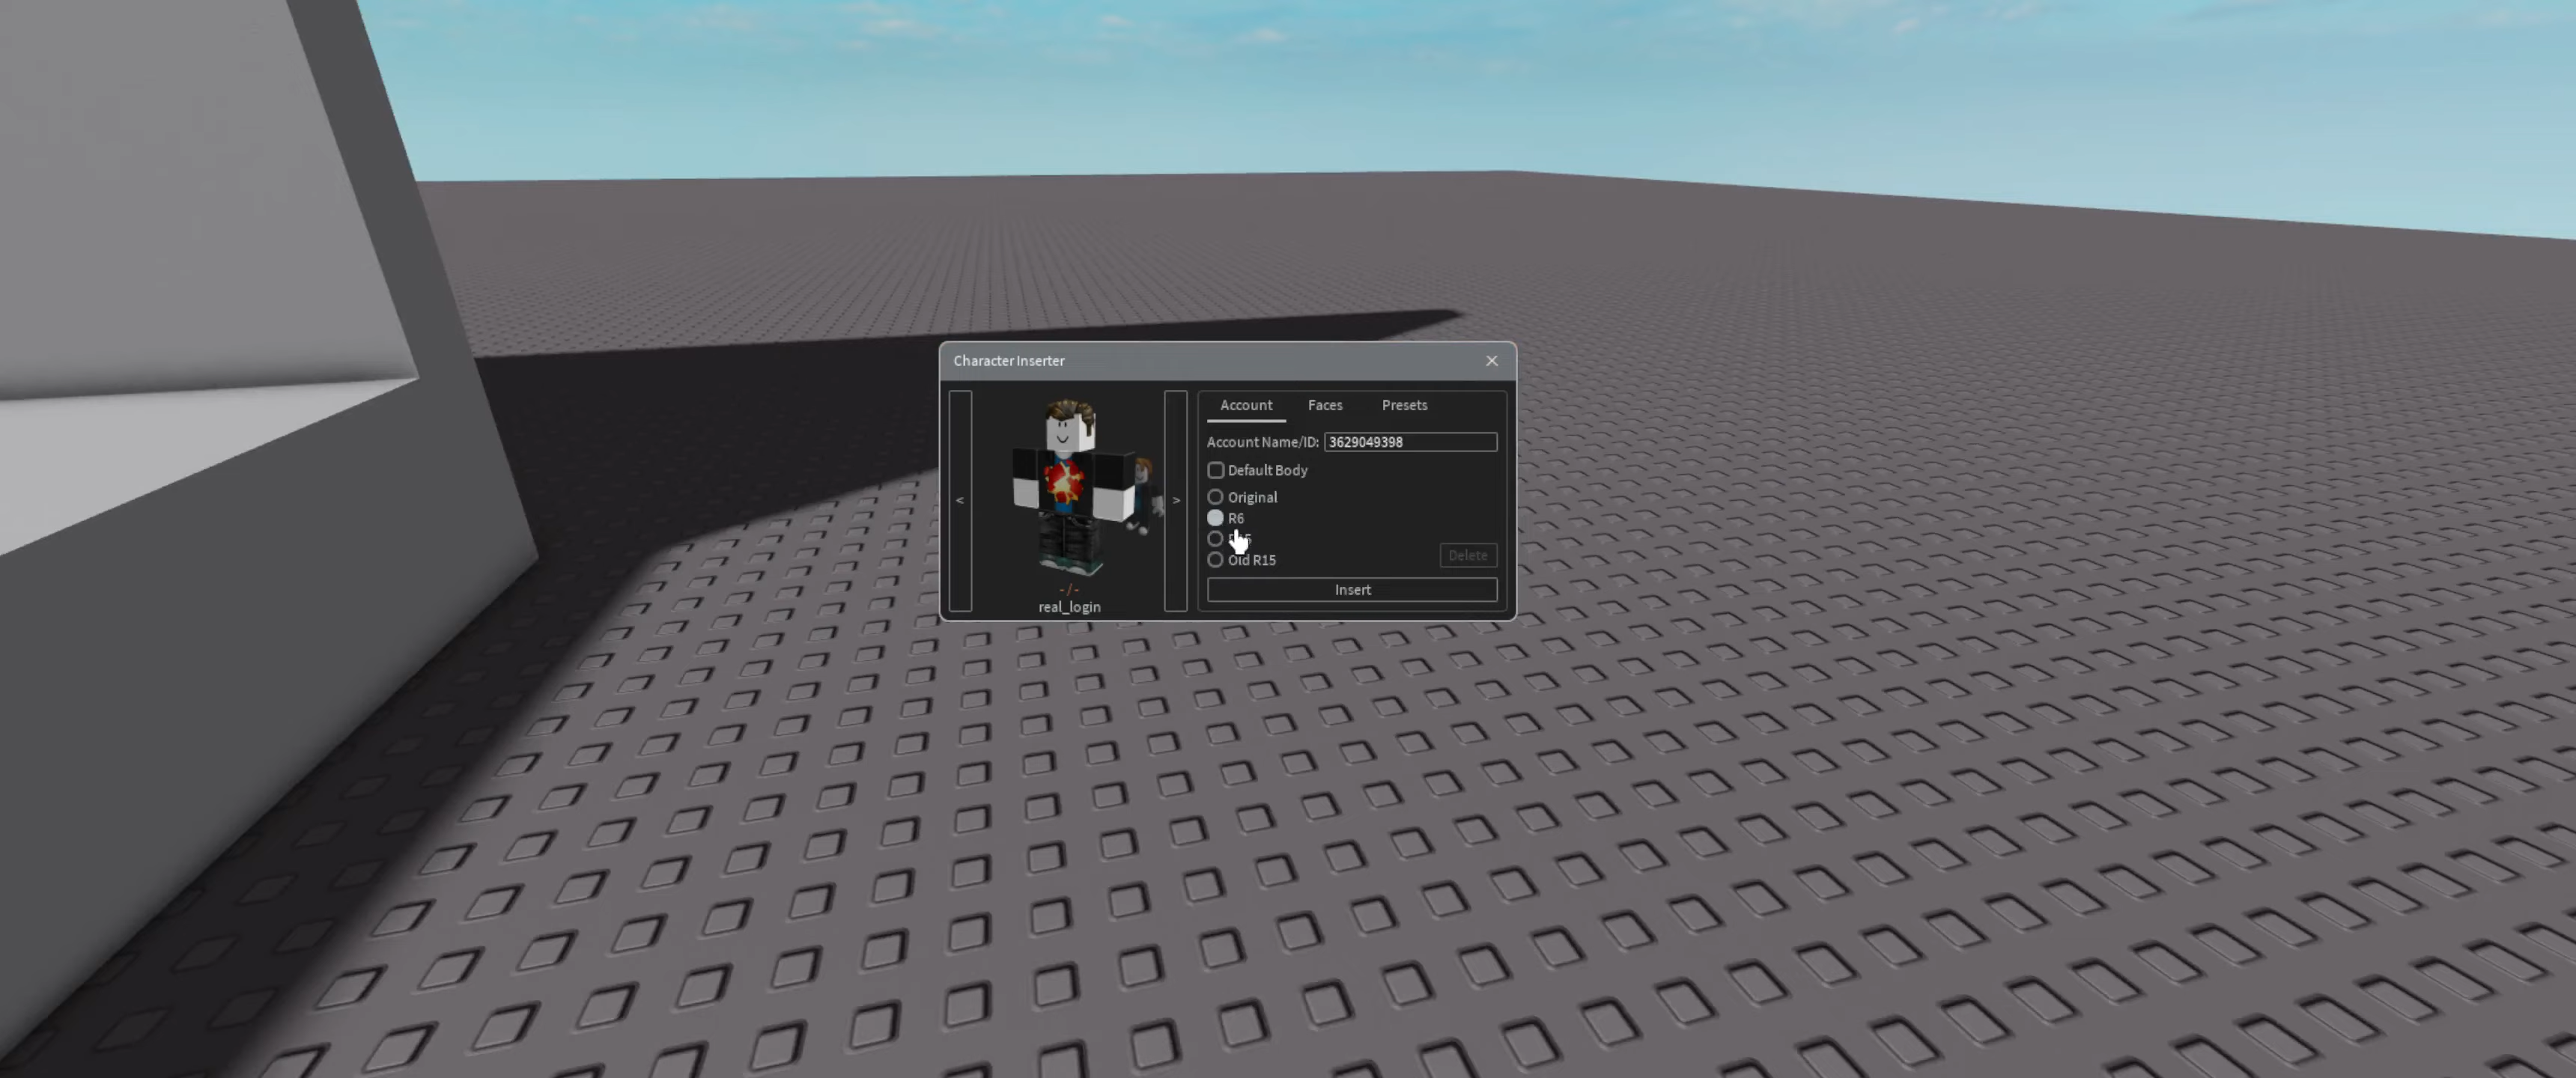 Character Inserter
Account Faces Presets
Account Name/ID: 3629049398
Default Body
Original
R6
Old R15
Delete
Insert
< >
-/-
real_login